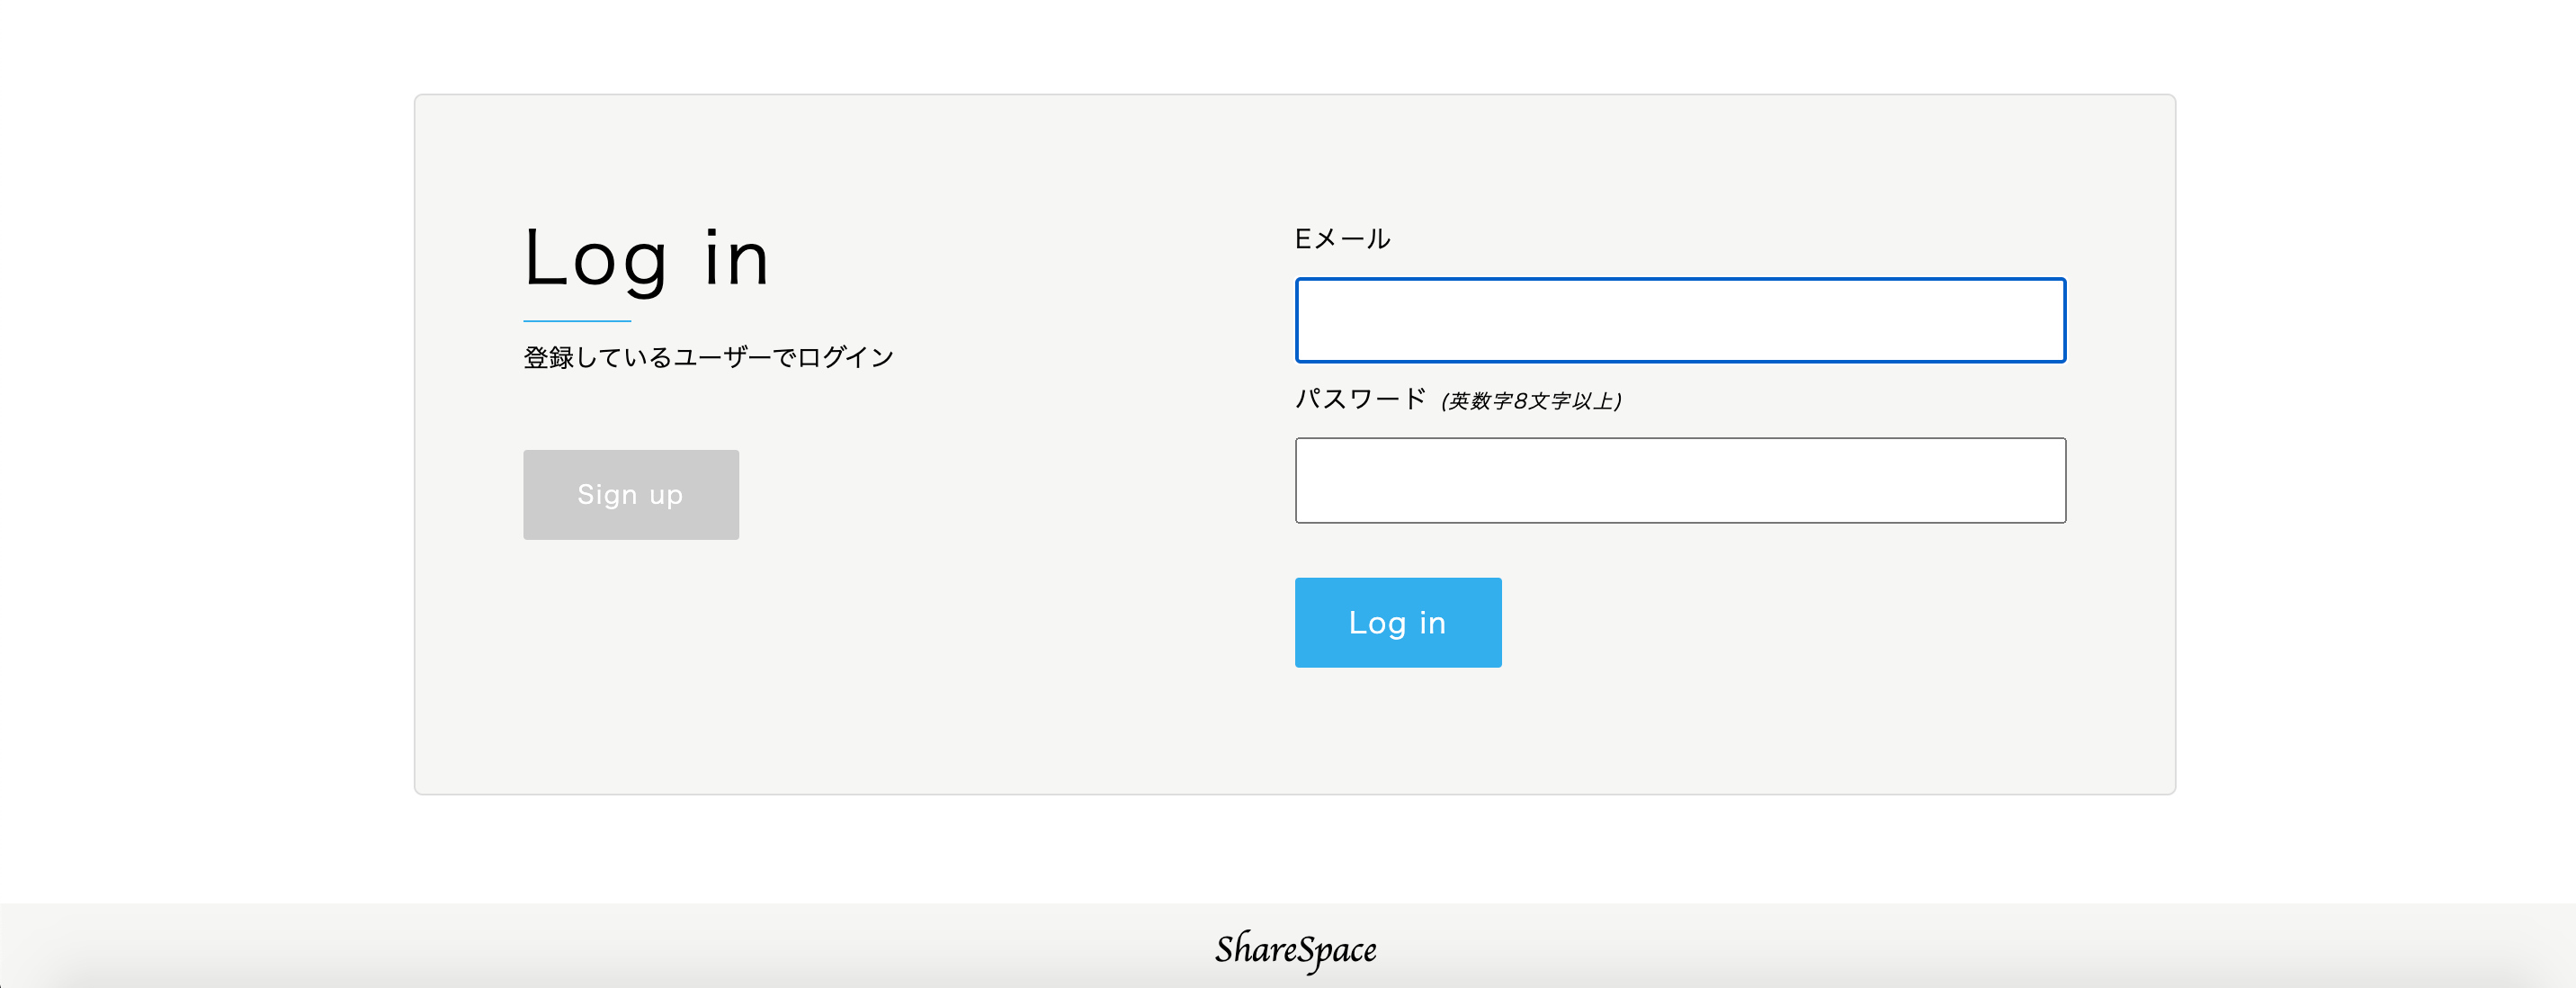 Log in
登録しているユーザーでログイン
Sign up
Eメール
パスワード (英数字8文字以上)
Log in
ShareSpace